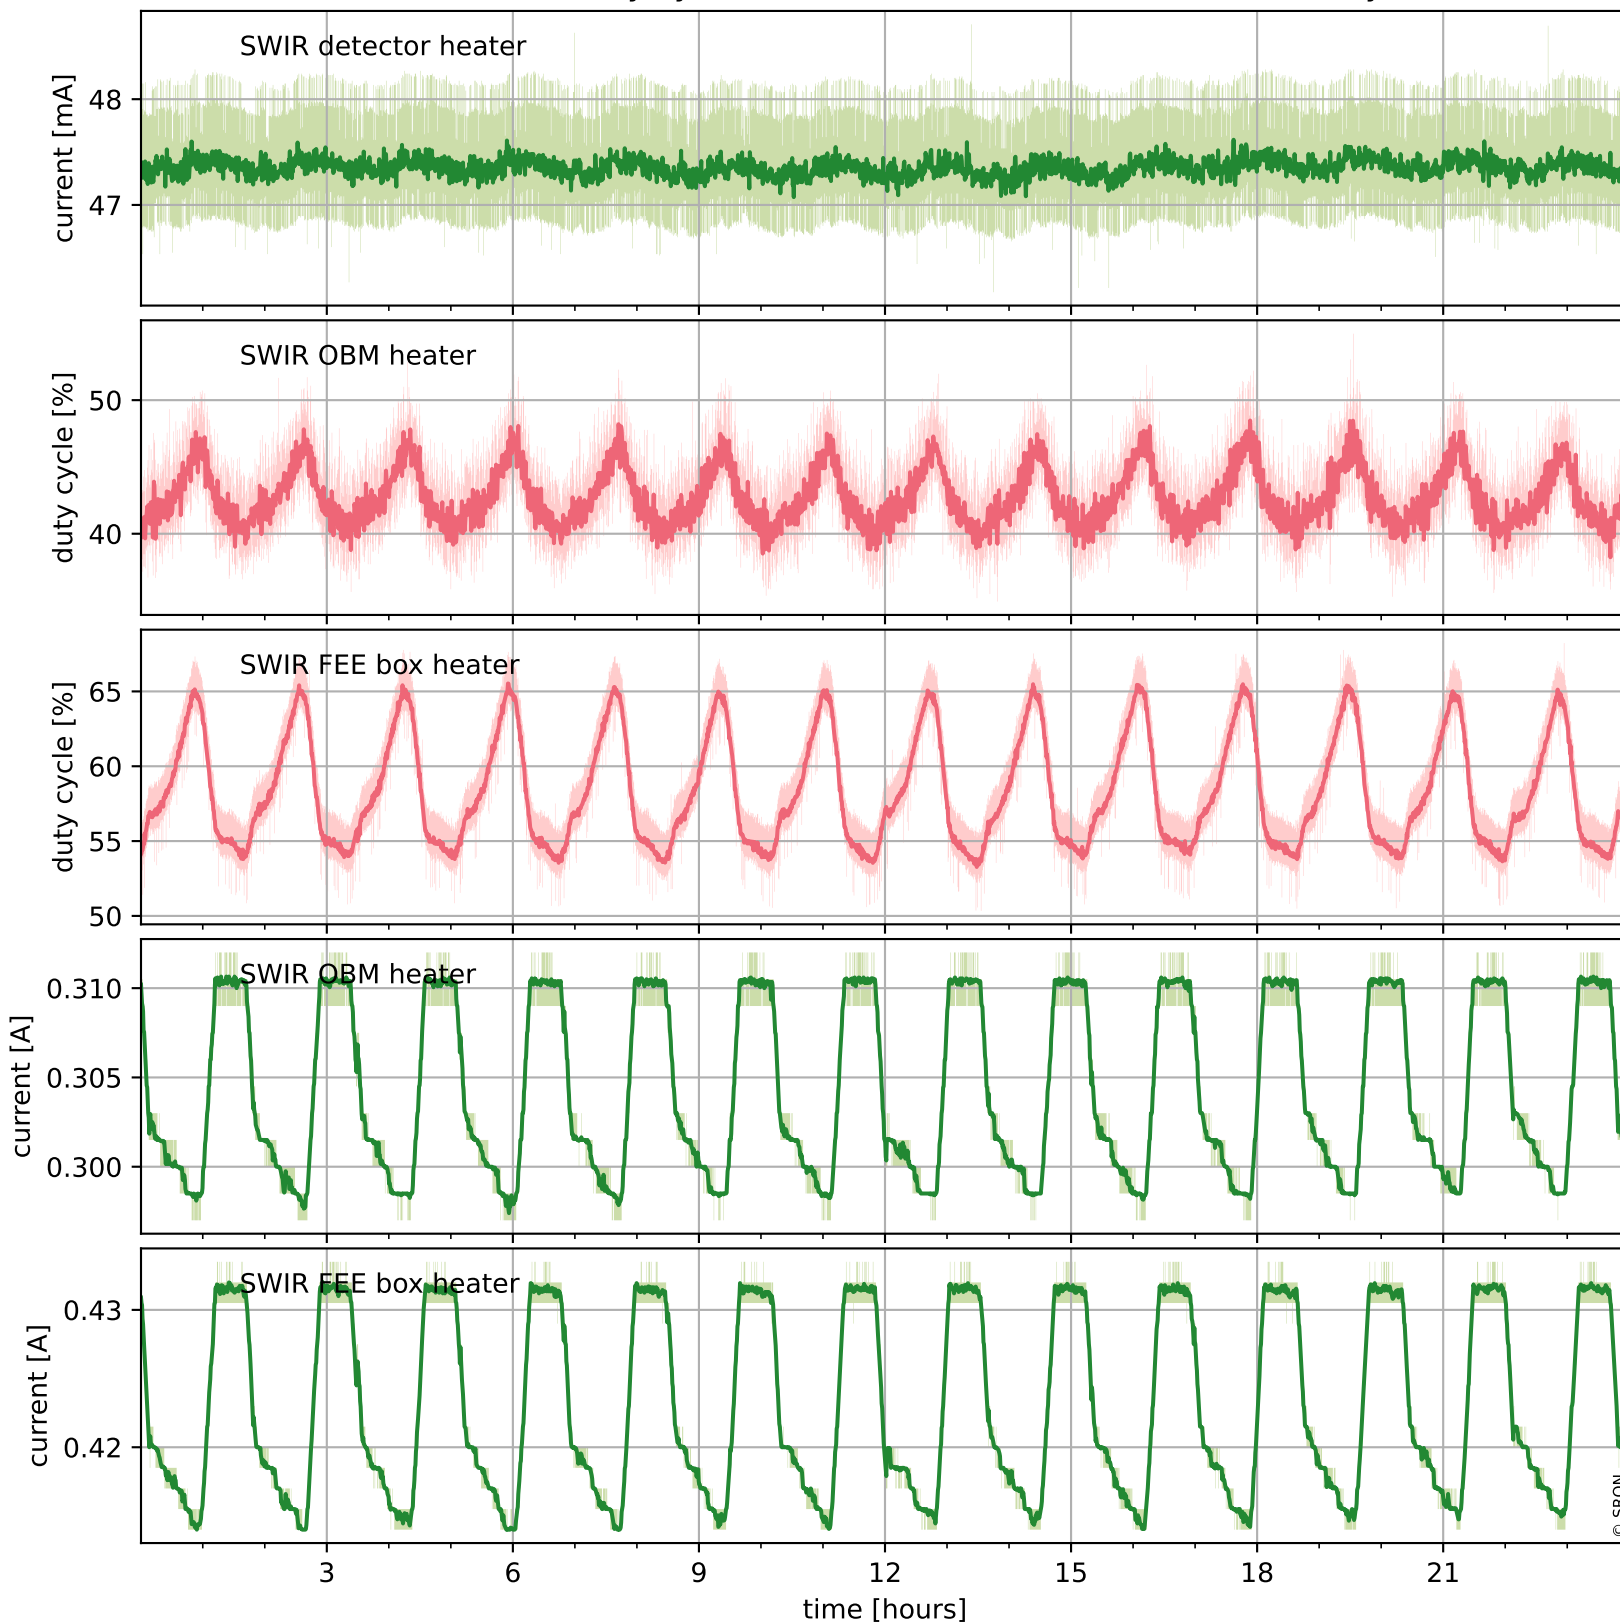 SWIR detector heater
current [mA]
48
47
SWIR OBM heater
duty cycle [%]
50
40
SWIR FEE box heater
duty cycle [%]
65
60
55
50
SWIR OBM heater
current [A]
0.310
0.305
0.300
SWIR FEE box heater
current [A]
0.43
0.42
3 6 9 12 15 18 21
time [hours]
© SRON